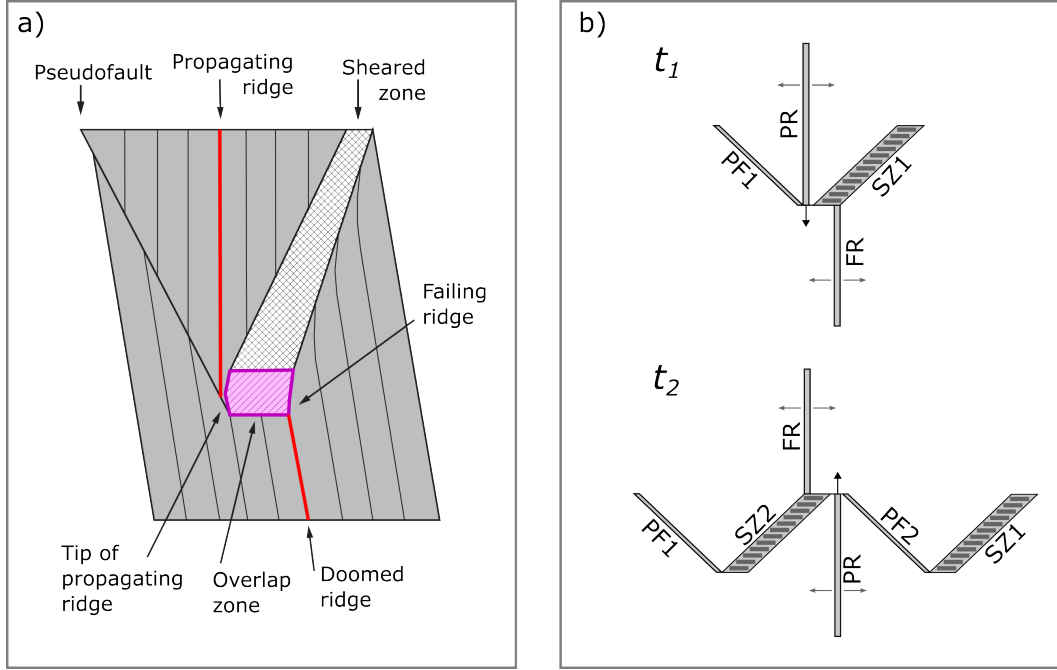 a)
Pseudofault
Propagating
ridge
Sheared
zone
Failing
ridge
Tip of
propagating
ridge
Overlap
zone
Doomed
ridge
b)
t1
PR
PF1
SZ1
FR
t2
FR
PF1
SZ2
PF2
SZ1
PR